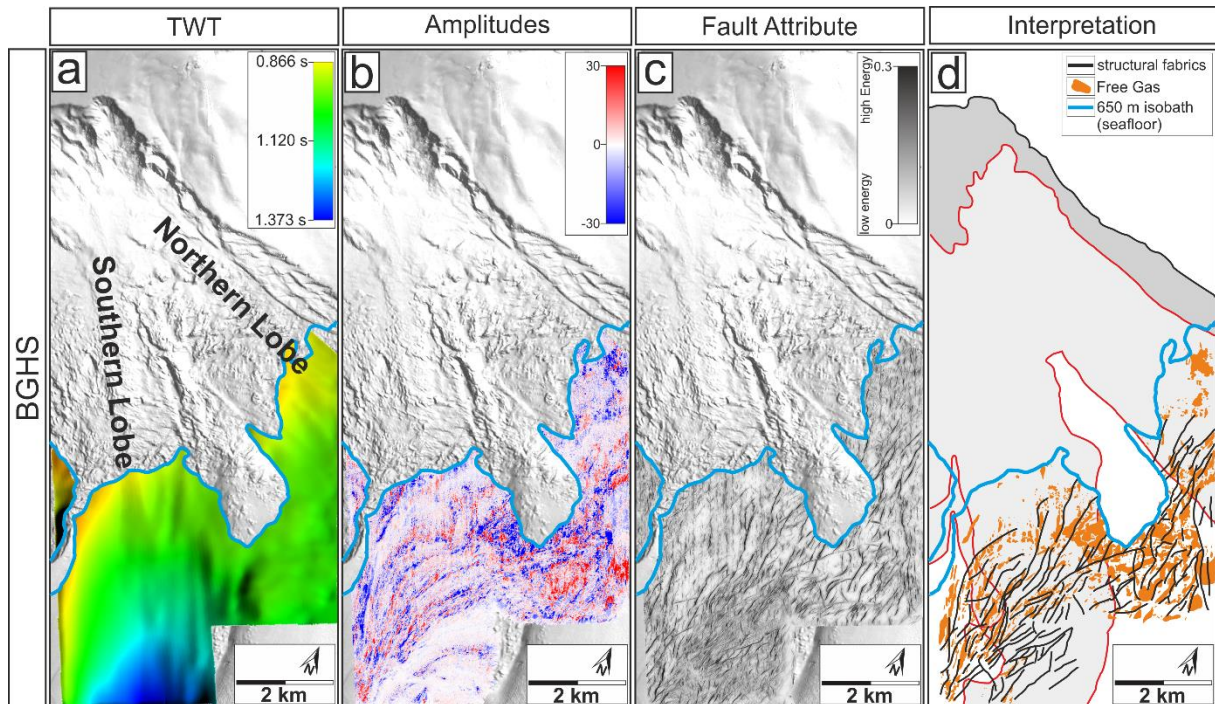 TWT
Amplitudes
Fault Attribute
Interpretation
BGHS
a
0.866 s
1.120 s
1.373 s
Northern Lobe
Southern Lobe
N
2 km
b
30
0
-30
N
2 km
c
0.3
high Energy
low energy
0
N
2 km
d
structural fabrics
Free Gas
650 m isobath
(seafloor)
N
2 km